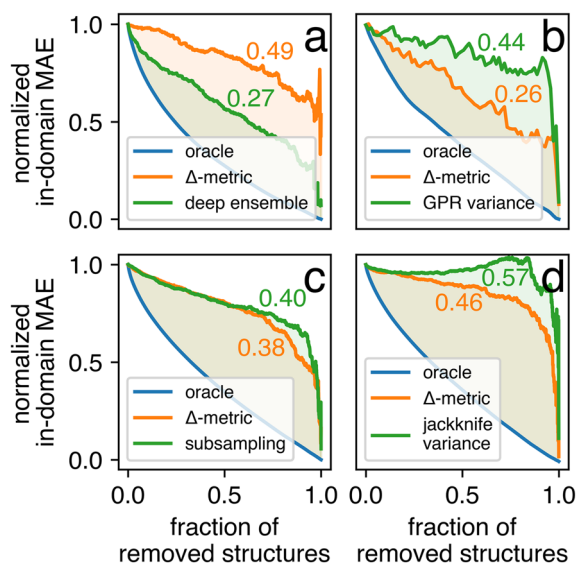 normalized
in-domain MAE
1.0
0.5
0.0
a
0.49
0.27
oracle
Δ-metric
deep ensemble
b
0.44
0.26
oracle
Δ-metric
GPR variance
normalized
in-domain MAE
1.0
0.5
0.0
c
0.40
0.38
oracle
Δ-metric
subsampling
0.0
0.5
1.0
fraction of
removed structures
d
0.57
0.46
oracle
Δ-metric
jackknife
variance
0.0
0.5
1.0
fraction of
removed structures